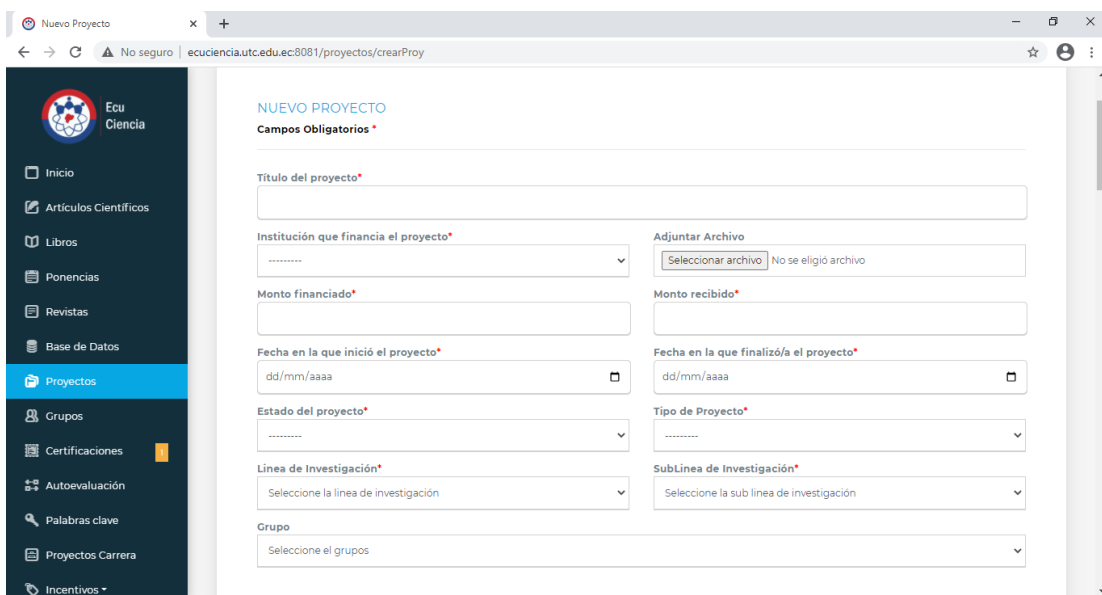 Nuevo Proyecto
No seguro | ecuciencia.utc.edu.ec:8081/proyectos/crearProy
Ecu
Ciencia
Inicio
Artículos Científicos
Libros
Ponencias
Revistas
Base de Datos
Proyectos
Grupos
Certificaciones 1
Autoevaluación
Palabras clave
Proyectos Carrera
Incentivos
NUEVO PROYECTO
Campos Obligatorios *
Título del proyecto*
Institución que financia el proyecto* Adjuntar Archivo
--------- Seleccionar archivo No se eligió archivo
Monto financiado* Monto recibido*
Fecha en la que inició el proyecto* Fecha en la que finalizó/a el proyecto*
dd/mm/aaaa dd/mm/aaaa
Estado del proyecto* Tipo de Proyecto*
--------- ---------
Linea de Investigación* SubLinea de Investigación*
Seleccione la linea de investigación Seleccione la sub linea de investigación
Grupo
Seleccione el grupos